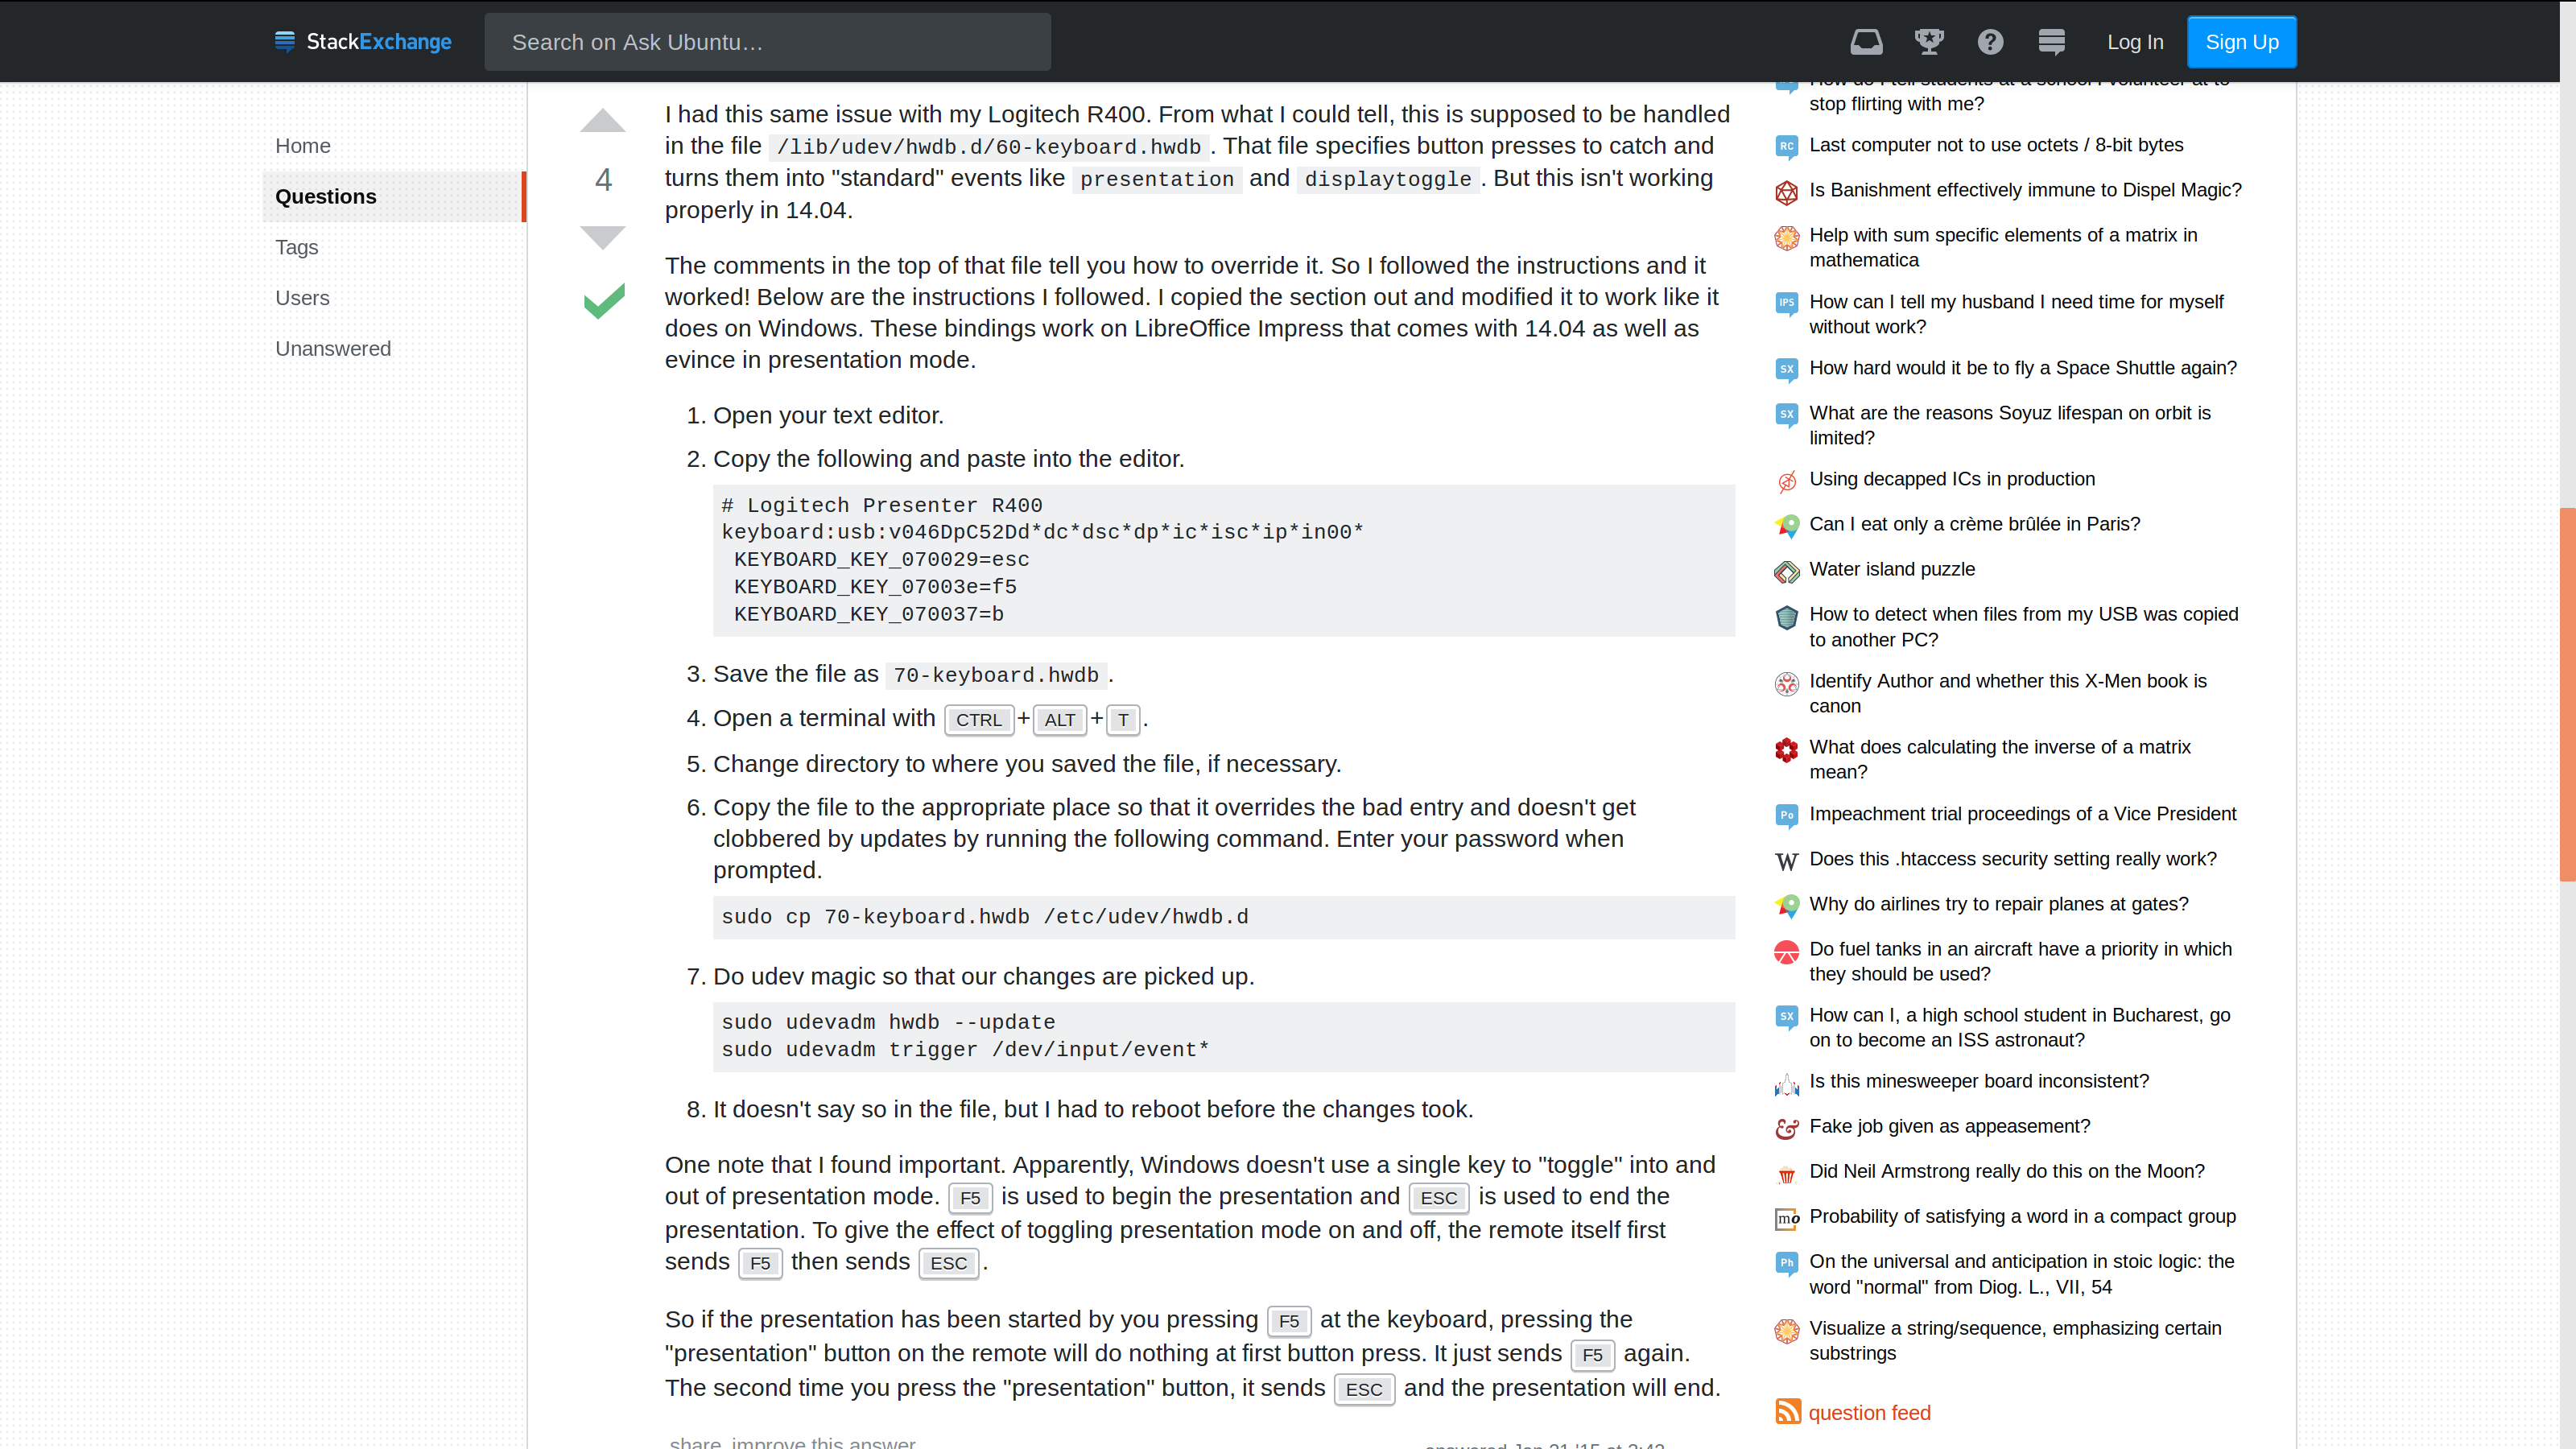 StackExchange
Search on Ask Ubuntu…
Log In
Sign Up
Home
Questions
Tags
Users
Unanswered
4
I had this same issue with my Logitech R400. From what I could tell, this is supposed to be handled
in the file /lib/udev/hwdb.d/60-keyboard.hwdb. That file specifies button presses to catch and
turns them into "standard" events like presentation and displaytoggle. But this isn't working
properly in 14.04.
The comments in the top of that file tell you how to override it. So I followed the instructions and it
worked! Below are the instructions I followed. I copied the section out and modified it to work like it
does on Windows. These bindings work on LibreOffice Impress that comes with 14.04 as well as
evince in presentation mode.
1. Open your text editor.
2. Copy the following and paste into the editor.
# Logitech Presenter R400
keyboard:usb:v046DpC52Dd*dc*dsc*dp*ic*isc*ip*in00*
KEYBOARD_KEY_070029=esc
KEYBOARD_KEY_07003e=f5
KEYBOARD_KEY_070037=b
3. Save the file as 70-keyboard.hwdb.
4. Open a terminal with CTRL+ALT+T.
5. Change directory to where you saved the file, if necessary.
6. Copy the file to the appropriate place so that it overrides the bad entry and doesn't get
clobbered by updates by running the following command. Enter your password when
prompted.
sudo cp 70-keyboard.hwdb /etc/udev/hwdb.d
7. Do udev magic so that our changes are picked up.
sudo udevadm hwdb --update
sudo udevadm trigger /dev/input/event*
8. It doesn't say so in the file, but I had to reboot before the changes took.
One note that I found important. Apparently, Windows doesn't use a single key to "toggle" into and
out of presentation mode. F5 is used to begin the presentation and ESC is used to end the
presentation. To give the effect of toggling presentation mode on and off, the remote itself first
sends F5 then sends ESC.
So if the presentation has been started by you pressing F5 at the keyboard, pressing the
"presentation" button on the remote will do nothing at first button press. It just sends F5 again.
The second time you press the "presentation" button, it sends ESC and the presentation will end.
share improve this answer
answered Jan 21 '15 at 2:42
How do I tell students at a school I volunteer at to
stop flirting with me?
RC Last computer not to use octets / 8-bit bytes
Is Banishment effectively immune to Dispel Magic?
Help with sum specific elements of a matrix in
mathematica
IPS How can I tell my husband I need time for myself
without work?
SX How hard would it be to fly a Space Shuttle again?
SX What are the reasons Soyuz lifespan on orbit is
limited?
Using decapped ICs in production
Can I eat only a crème brûlée in Paris?
Water island puzzle
How to detect when files from my USB was copied
to another PC?
Identify Author and whether this X-Men book is
canon
What does calculating the inverse of a matrix
mean?
Po Impeachment trial proceedings of a Vice President
W Does this .htaccess security setting really work?
Why do airlines try to repair planes at gates?
Do fuel tanks in an aircraft have a priority in which
they should be used?
SX How can I, a high school student in Bucharest, go
on to become an ISS astronaut?
Is this minesweeper board inconsistent?
& Fake job given as appeasement?
Did Neil Armstrong really do this on the Moon?
mo Probability of satisfying a word in a compact group
Ph On the universal and anticipation in stoic logic: the
word "normal" from Diog. L., VII, 54
Visualize a string/sequence, emphasizing certain
substrings
question feed